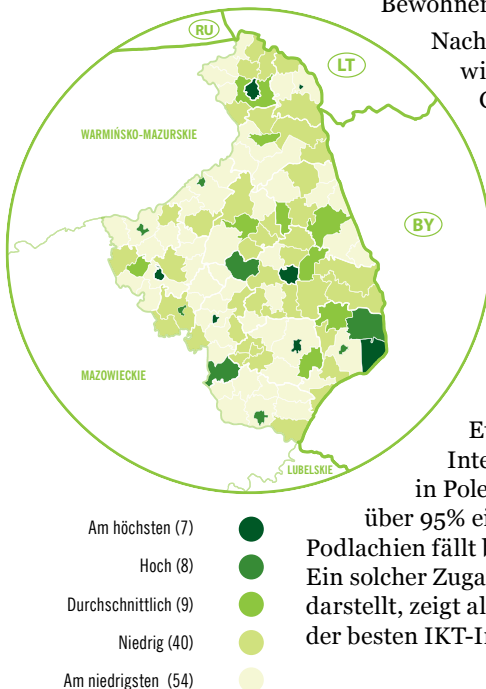 Bewohner
Nach
wi
RU
LT
WARMIŃSKO-MAZURSKIE
BY
MAZOWIECKIE
LUBELSKIE
Inte
in Pole
über 95% ei
Podlachien fällt b
Ein solcher Zuga
darstellt, zeigt al
der besten IKT-In
Am höchsten (7)
Hoch (8)
Durchschnittlich (9)
Niedrig (40)
Am niedrigsten (54)